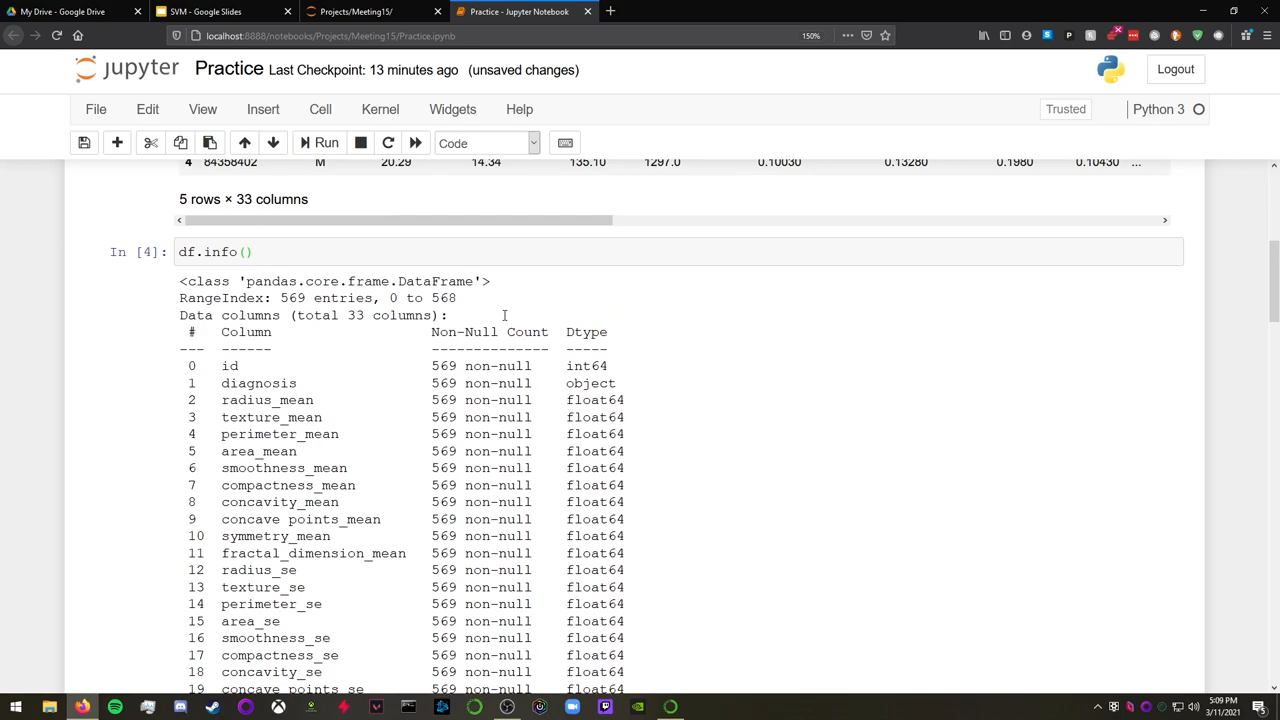 My Drive - Google Drive
SVM - Google Slides
Projects/Meeting15/
Practice - Jupyter Notebook
localhost:8888/notebooks/Projects/Meeting15/Practice.ipynb
150%
jupyter Practice Last Checkpoint: 13 minutes ago (unsaved changes)
Logout
File Edit View Insert Cell Kernel Widgets Help
Trusted
Python 3
Run
Code
4 84358402 M 20.29 14.34 135.10 1297.0 0.10030 0.13280 0.1980 0.10430 ...
5 rows × 33 columns
In [4]: df.info()
<class 'pandas.core.frame.DataFrame'>
RangeIndex: 569 entries, 0 to 568
Data columns (total 33 columns):
# Column Non-Null Count Dtype
--- ------ -------------- -----
0 id 569 non-null int64
1 diagnosis 569 non-null object
2 radius_mean 569 non-null float64
3 texture_mean 569 non-null float64
4 perimeter_mean 569 non-null float64
5 area_mean 569 non-null float64
6 smoothness_mean 569 non-null float64
7 compactness_mean 569 non-null float64
8 concavity_mean 569 non-null float64
9 concave points_mean 569 non-null float64
10 symmetry_mean 569 non-null float64
11 fractal_dimension_mean 569 non-null float64
12 radius_se 569 non-null float64
13 texture_se 569 non-null float64
14 perimeter_se 569 non-null float64
15 area_se 569 non-null float64
16 smoothness_se 569 non-null float64
17 compactness_se 569 non-null float64
18 concavity_se 569 non-null float64
19 concave points_se 569 non-null float64
5:09 PM
3/11/2021